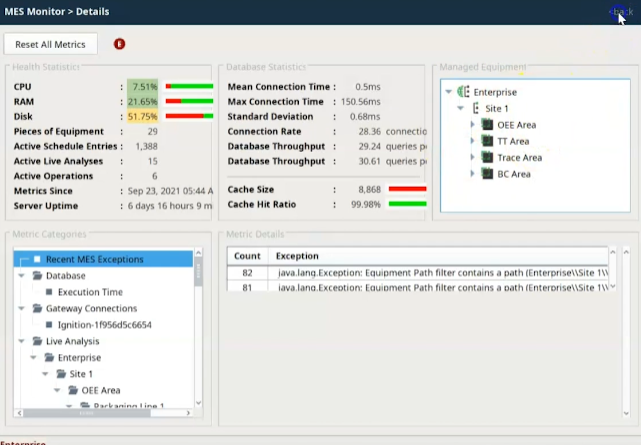 MES Monitor > Details
back
Reset All Metrics
E
Health Statistics
CPU : 7.51%
RAM : 21.65%
Disk : 51.75%
Pieces of Equipment : 29
Active Schedule Entries : 1,388
Active Live Analyses : 15
Active Operations : 6
Metrics Since : Sep 23, 2021 05:44 A
Server Uptime : 6 days 16 hours 9 m
Database Statistics
Mean Connection Time : 0.5ms
Max Connection Time : 150.56ms
Standard Deviation : 0.68ms
Connection Rate : 28.36 connectio
Database Throughput : 29.24 queries p
Database Throughput : 30.61 queries p
Cache Size : 8,868
Cache Hit Ratio : 99.98%
Managed Equipment
Enterprise
Site 1
OEE Area
TT Area
Trace Area
BC Area
Metric Categories
Recent MES Exceptions
Database
Execution Time
Gateway Connections
Ignition-1f956d5c6654
Live Analysis
Enterprise
Site 1
OEE Area
Packaging Line 1
Metric Details
Count Exception
82 java.lang.Exception: Equipment Path filter contains a path (Enterprise\\Site 1\\
81 java.lang.Exception: Equipment Path filter contains a path (Enterprise\\Site 1\\
Enterprise